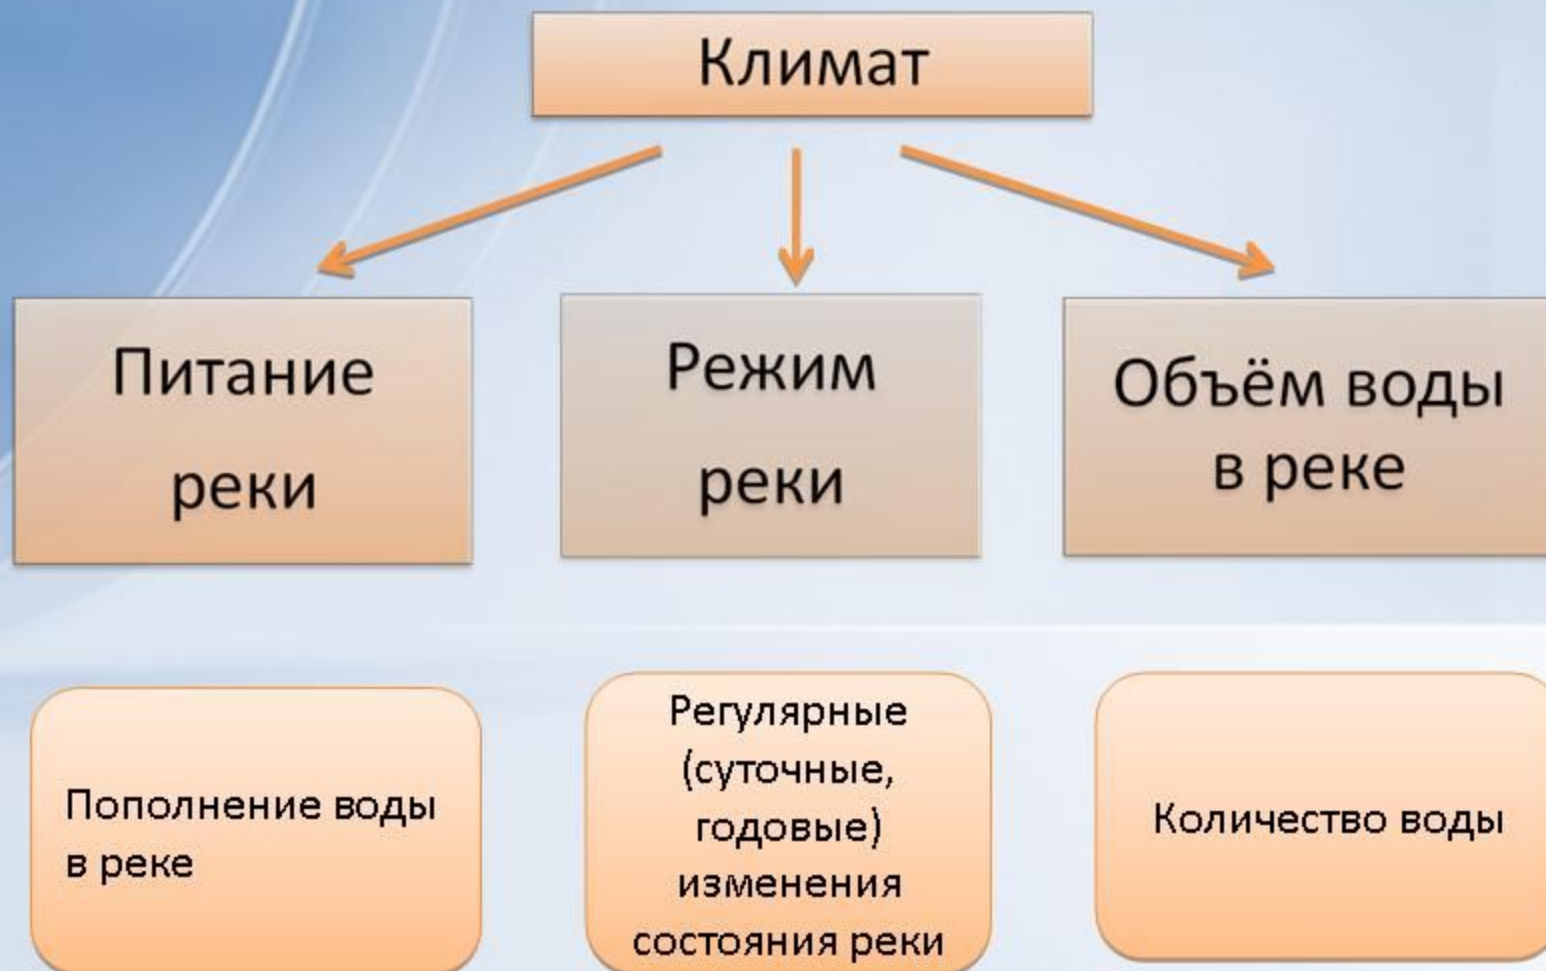 Климат
Питание
реки
Режим
реки
Объём воды
в реке
Пополнение воды
в реке
Регулярные
(суточные,
годовые)
изменения
состояния реки
Количество воды